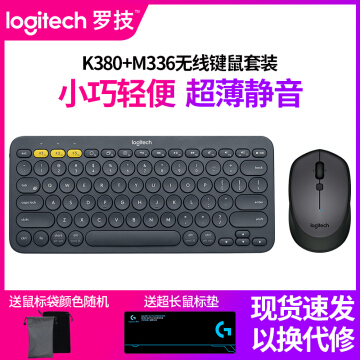 logitech 罗技
K380+M336无线键鼠套装
小巧轻便 超薄静音
logitech
送鼠标袋颜色随机
送超长鼠标垫
现货速发
以换代修